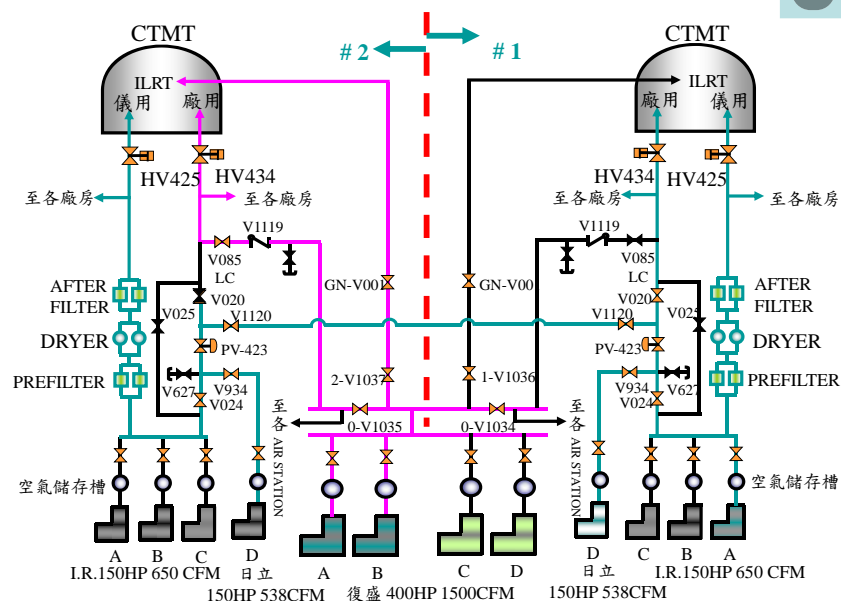 # 2
# 1
CTMT
CTMT
ILRT
儀用
廠用
ILRT
廠用
儀用
HV425
HV434
HV434
HV425
至各廠房
至各廠房
至各廠房
至各廠房
V1119
V1119
V085
LC
V085
LC
GN-V001
GN-V00
AFTER
FILTER
AFTER
FILTER
V020
V020
V025
V025
V1120
V1120
DRYER
DRYER
PV-423
PV-423
PREFILTER
PREFILTER
V627
V934
V024
V934
V627
V024
2-V1037
1-V1036
0-V1035
0-V1034
至各 AIR STATION
至各 AIR STATION
空氣儲存槽
空氣儲存槽
A
B
C
D
A
B
C
D
D
C
B
A
I.R.150HP 650 CFM
日立
150HP 538CFM
復盛 400HP 1500CFM
日立
150HP 538CFM
I.R.150HP 650 CFM